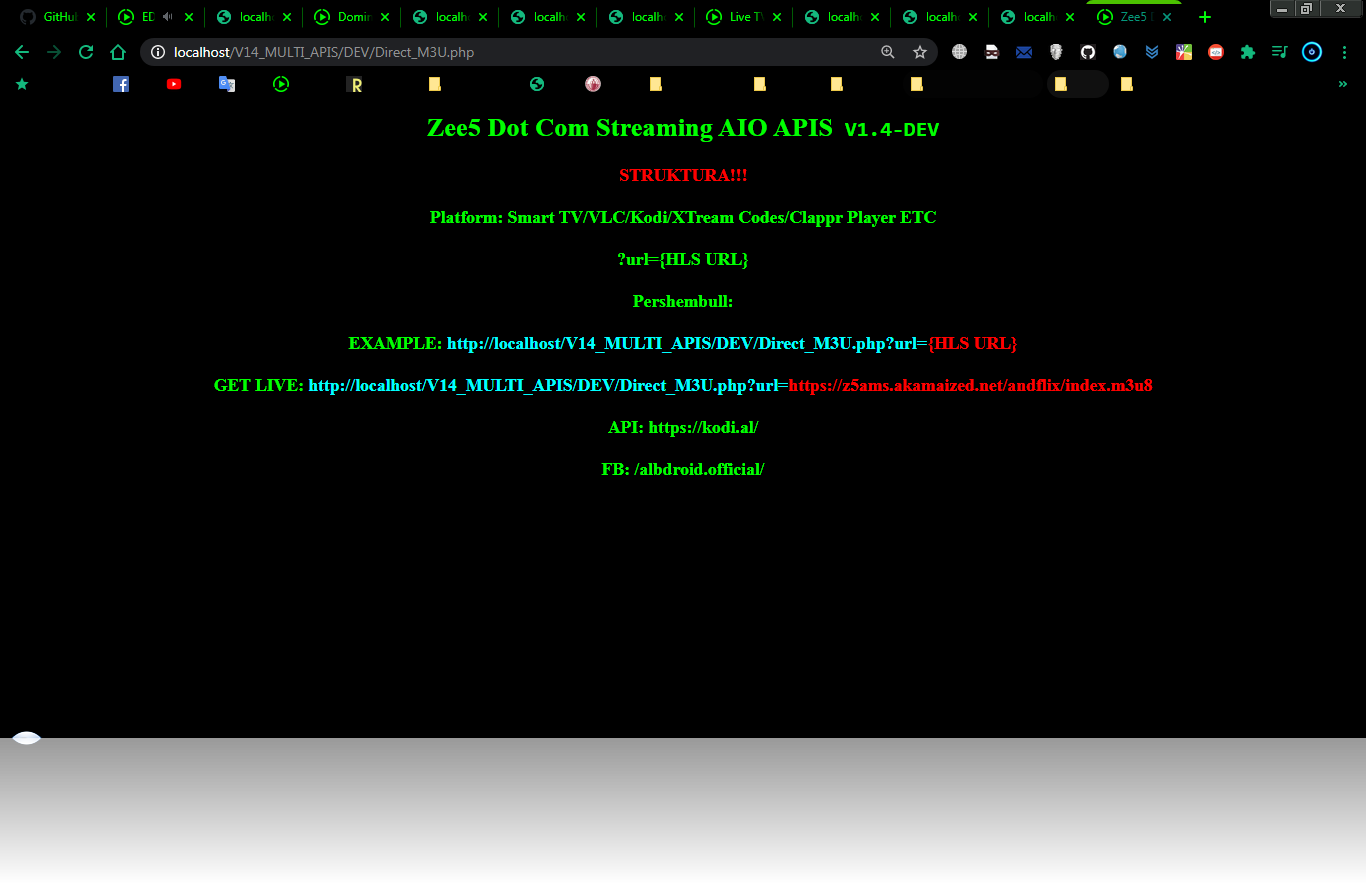 GitHub
ED
localh
Domin
localh
localh
localh
Live TV
localh
localh
localh
Zee5
localhost/V14_MULTI_APIS/DEV/Direct_M3U.php
Zee5 Dot Com Streaming AIO APIS V1.4-DEV
STRUKTURA!!!
Platform: Smart TV/VLC/Kodi/XTream Codes/Clappr Player ETC
?url={HLS URL}
Pershembull:
EXAMPLE: http://localhost/V14_MULTI_APIS/DEV/Direct_M3U.php?url={HLS URL}
GET LIVE: http://localhost/V14_MULTI_APIS/DEV/Direct_M3U.php?url=https://z5ams.akamaized.net/andflix/index.m3u8
API: https://kodi.al/
FB: /albdroid.official/